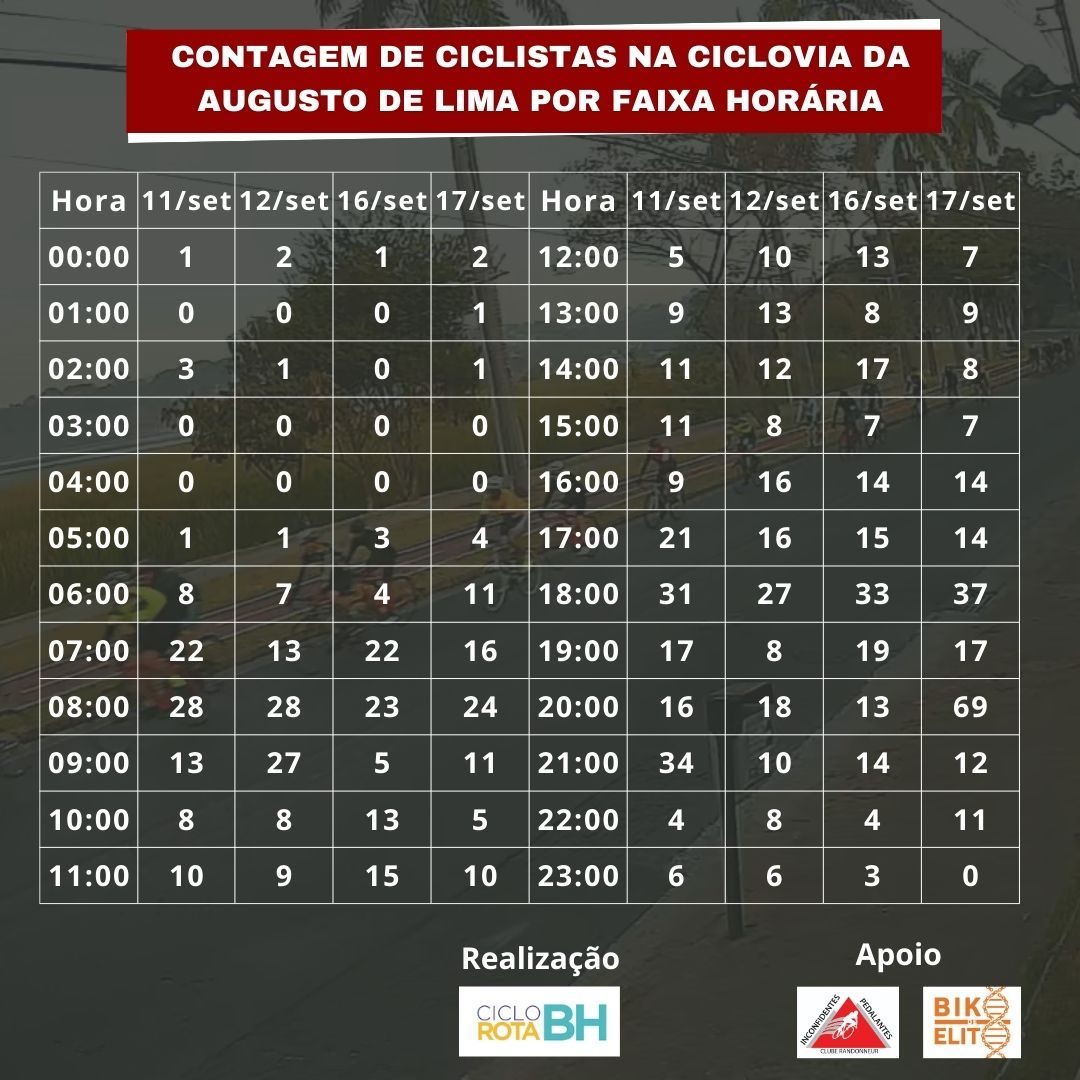 CONTAGEM DE CICLISTAS NA CICLOVIA DA
AUGUSTO DE LIMA POR FAIXA HORÁRIA
Hora 11/set 12/set 16/set 17/set Hora 11/set 12/set 16/set 17/set
00:00 1 2 1 2 12:00 5 10 13 7
01:00 0 0 0 1 13:00 9 13 8 9
02:00 3 1 0 1 14:00 11 12 17 8
03:00 0 0 0 0 15:00 11 8 7 7
04:00 0 0 0 0 16:00 9 16 14 14
05:00 1 1 3 4 17:00 21 16 15 14
06:00 8 7 4 11 18:00 31 27 33 37
07:00 22 13 22 16 19:00 17 8 19 17
08:00 28 28 23 24 20:00 16 18 13 69
09:00 13 27 5 11 21:00 34 10 14 12
10:00 8 8 13 5 22:00 4 8 4 11
11:00 10 9 15 10 23:00 6 6 3 0
Realização
CICLO
ROTA BH
Apoio
INCONFIDENTES PEDALANTES
CLUBE RANDONNEUR
BIK
DE
ELIT